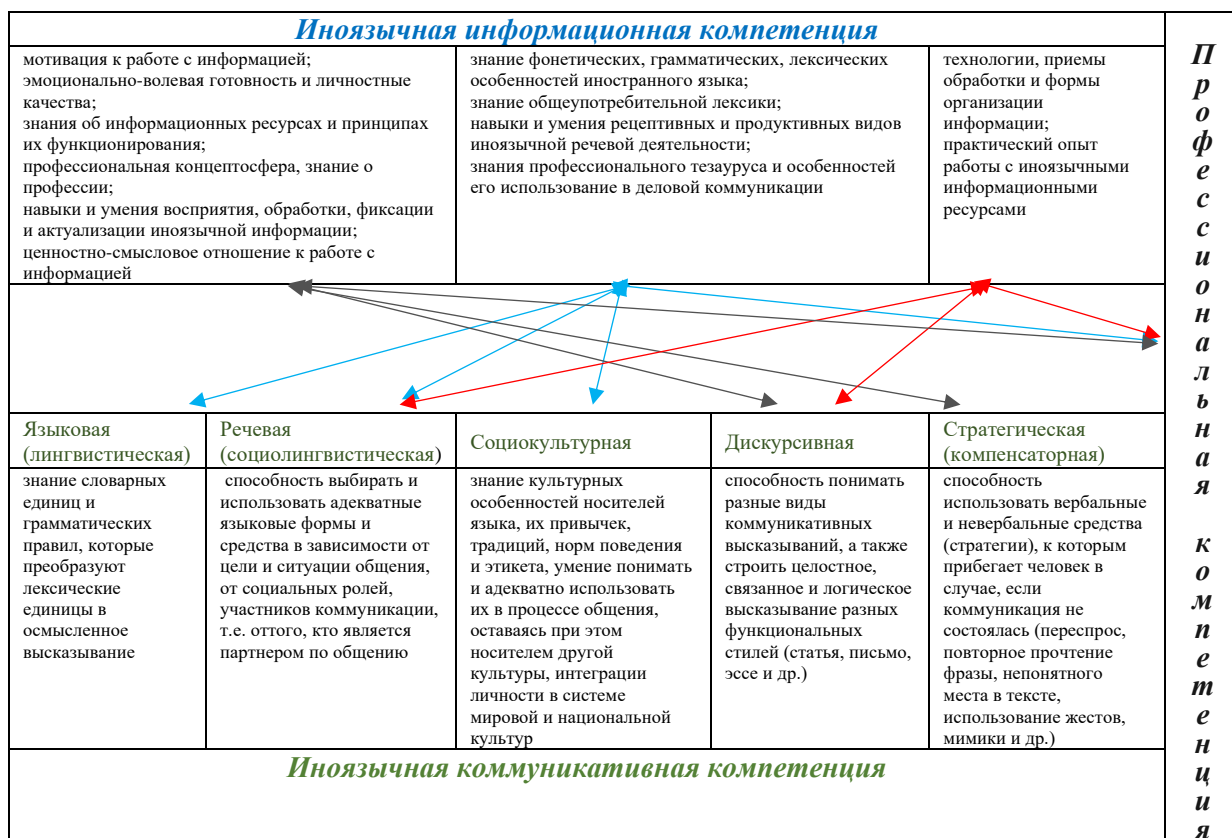 Иноязычная информационная компетенция
мотивация к работе с информацией;
эмоционально-волевая готовность и личностные
качества;
знания об информационных ресурсах и принципах
их функционирования;
профессиональная концептосфера, знание о
профессии;
навыки и умения восприятия, обработки, фиксации
и актуализации иноязычной информации;
ценностно-смысловое отношение к работе с
информацией
знание фонетических, грамматических, лексических
особенностей иностранного языка;
знание общеупотребительной лексики;
навыки и умения рецептивных и продуктивных видов
иноязычной речевой деятельности;
знания профессионального тезауруса и особенностей
его использование в деловой коммуникации
технологии, приемы
обработки и формы
организации
информации;
практический опыт
работы с иноязычными
информационными
ресурсами
Языковая
(лингвистическая)
Речевая
(социолингвистическая)
Социокультурная
Дискурсивная
Стратегическая
(компенсаторная)
знание словарных
единиц и
грамматических
правил, которые
преобразуют
лексические
единицы в
осмысленное
высказывание
способность выбирать и
использовать адекватные
языковые формы и
средства в зависимости от
цели и ситуации общения,
от социальных ролей,
участников коммуникации,
т.е. оттого, кто является
партнером по общению
знание культурных
особенностей носителей
языка, их привычек,
традиций, норм поведения
и этикета, умение понимать
и адекватно использовать
их в процессе общения,
оставаясь при этом
носителем другой
культуры, интеграции
личности в системе
мировой и национальной
культур
способность понимать
разные виды
коммуникативных
высказываний, а также
строить целостное,
связанное и логическое
высказывание разных
функциональных
стилей (статья, письмо,
эссе и др.)
способность
использовать вербальные
и невербальные средства
(стратегии), к которым
прибегает человек в
случае, если
коммуникация не
состоялась (переспрос,
повторное прочтение
фразы, непонятного
места в тексте,
использование жестов,
мимики и др.)
Иноязычная коммуникативная компетенция
Профессиональная компетенция